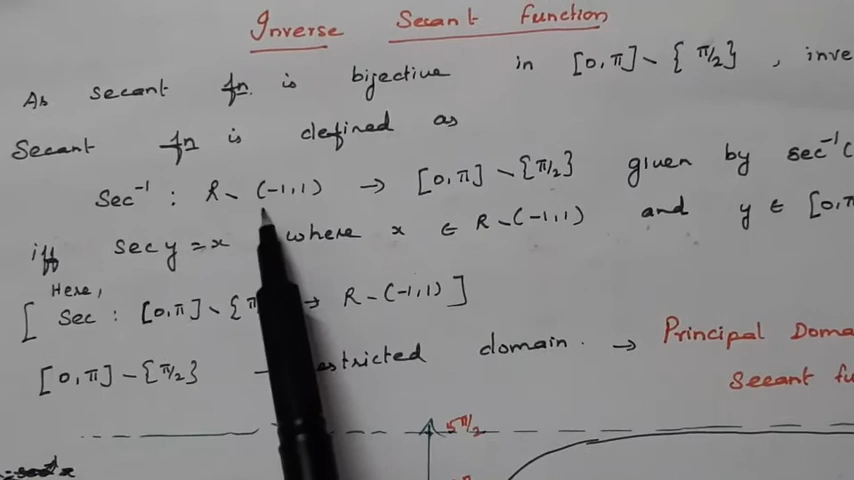 Inverse Secant Function
As secant fn is bijective in [0,π] \ {π/2}, inve
Secant fn is defined as
Sec⁻¹ : R \ (-1,1) → [0,π] \ {π/2} given by sec⁻¹(
iff sec y = x where x ∈ R \ (-1,1) and y ∈ [0,π
Here,
[ Sec : [0,π] \ {π → R - (-1,1) ]
[0,π] - {π/2} - restricted domain. → Principal Doma
Secant fu
5π/2